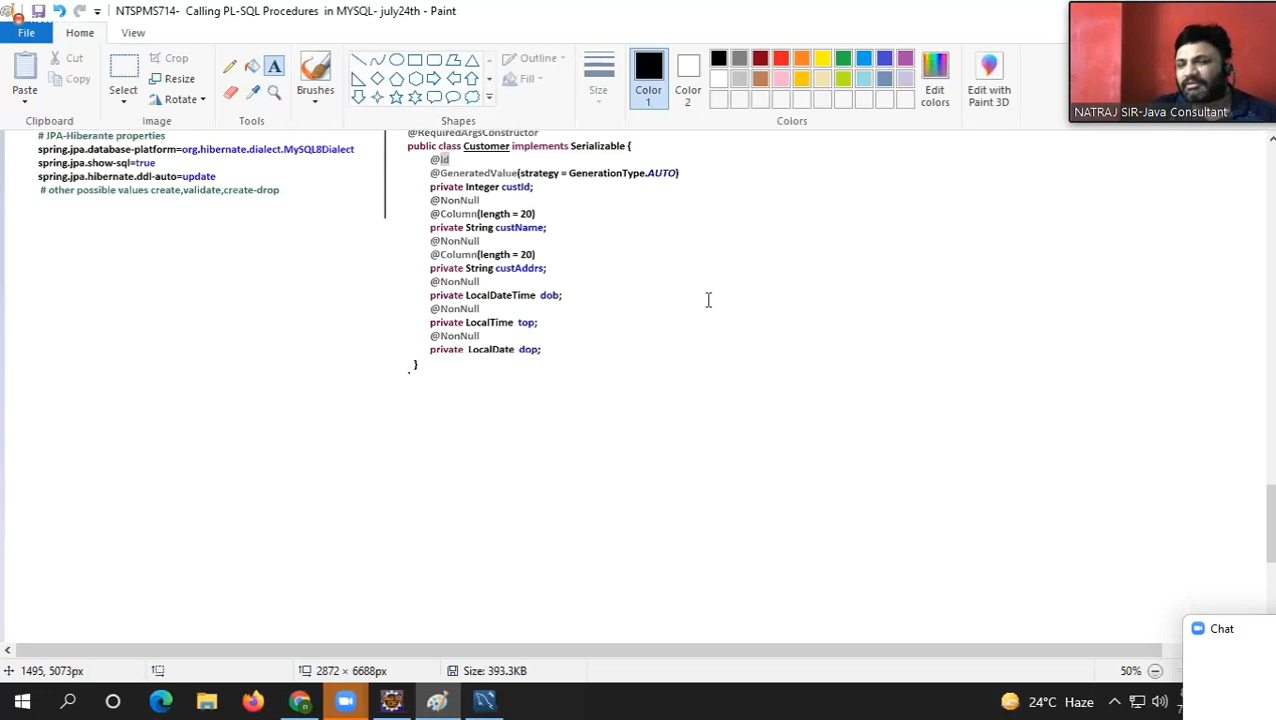 NTSPMS714- Calling PL-SQL Procedures in MYSQL- july24th - Paint
File
Home
View
Paste
Cut
Copy
Clipboard
Select
Crop
Resize
Rotate
Image
Tools
Brushes
Outline
Fill
Shapes
Size
Color 1
Color 2
Edit colors
Edit with Paint 3D
Colors
NATRAJ SIR-Java Consultant
# JPA-Hiberante properties
spring.jpa.database-platform=org.hibernate.dialect.MySQL8Dialect
spring.jpa.show-sql=true
spring.jpa.hibernate.ddl-auto=update
# other possible values create,validate,create-drop
@RequiredArgsConstructor
public class Customer implements Serializable {
@Id
@GeneratedValue(strategy = GenerationType.AUTO)
private Integer custId;
@NonNull
@Column(length = 20)
private String custName;
@NonNull
@Column(length = 20)
private String custAddrs;
@NonNull
private LocalDateTime dob;
@NonNull
private LocalTime top;
@NonNull
private LocalDate dop;
}
Chat
1495, 5073px
2872 × 6688px
Size: 393.3KB
50%
24°C Haze